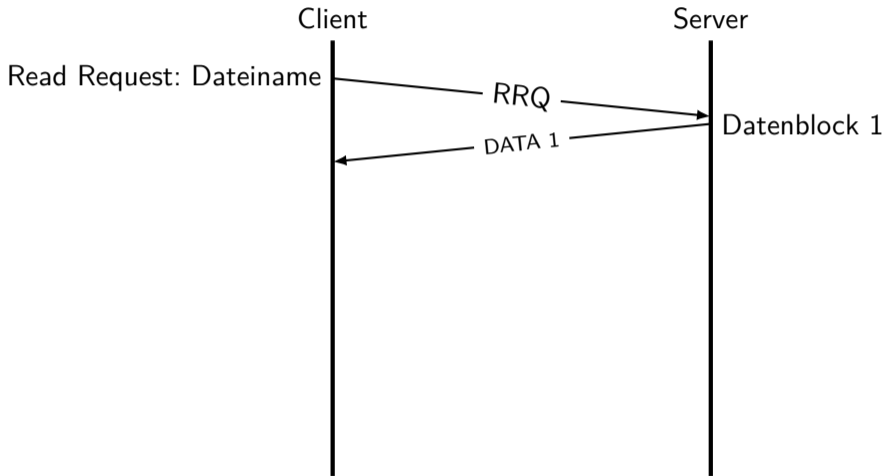 Client
Server
Read Request: Dateiname
RRQ
Datenblock 1
DATA 1